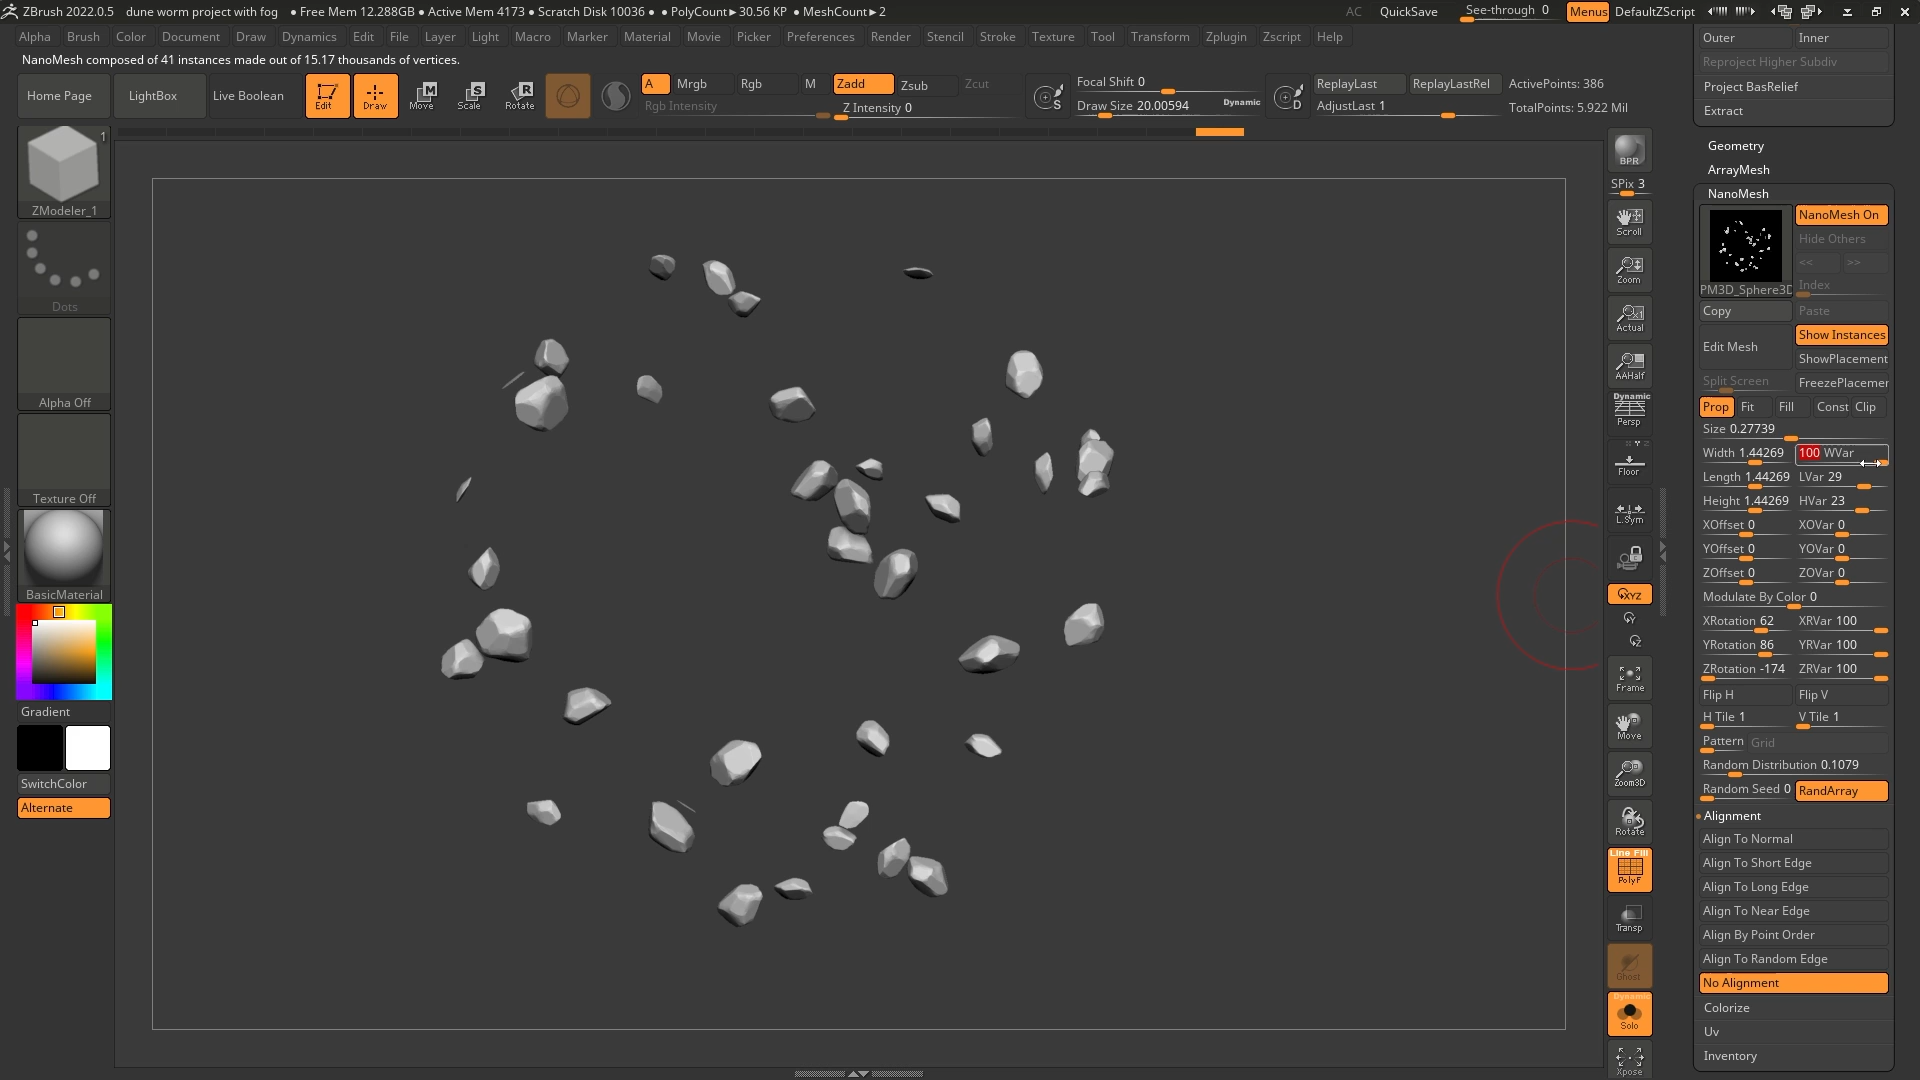 ZBrush 2022.0.5 dune worm project with fog • Free Mem 12.288GB • Active Mem 4173 • Scratch Disk 10036 • • PolyCount► 30.56 KP • MeshCount► 2 AC QuickSave See-through 0 Menus DefaultZScript
Alpha Brush Color Document Draw Dynamics Edit File Layer Light Macro Marker Material Movie Picker Preferences Render Stencil Stroke Texture Tool Transform Zplugin Zscript Help
NanoMesh composed of 41 instances made out of 15.17 thousands of vertices.
Home Page LightBox Live Boolean Edit Draw Move Scale Rotate
A Mrgb Rgb M Zadd Zsub Zcut
Rgb Intensity Z Intensity 0
S Focal Shift 0
Draw Size 20.00594 Dynamic
D ReplayLast ReplayLastRel ActivePoints: 386
AdjustLast 1 TotalPoints: 5.922 Mil
1
ZModeler_1
Dots
Alpha Off
Texture Off
BasicMaterial
Gradient
SwitchColor
Alternate
BPR
SPix 3
Scroll
Zoom
Actual
AAHalf
Dynamic
Persp
Floor
L.Sym
XYZ
Y
Z
Frame
Move
Zoom3D
Rotate
Line Fill
PolyF
Transp
Ghost
Dynamic
Solo
Xpose
Outer Inner
Reproject Higher Subdiv
Project BasRelief
Extract
Geometry
ArrayMesh
NanoMesh
NanoMesh On
Hide Others
<< >>
PM3D_Sphere3D Index
Copy Paste
Edit Mesh Show Instances
ShowPlacemen
Split Screen FreezePlacemer
Prop Fit Fill Const Clip
Size 0.27739
Width 1.44269 100 WVar
Length 1.44269 LVar 29
Height 1.44269 HVar 23
XOffset 0 XOVar 0
YOffset 0 YOVar 0
ZOffset 0 ZOVar 0
Modulate By Color 0
XRotation 62 XRVar 100
YRotation 86 YRVar 100
ZRotation -174 ZRVar 100
Flip H Flip V
H Tile 1 V Tile 1
Pattern Grid
Random Distribution 0.1079
Random Seed 0 RandArray
Alignment
Align To Normal
Align To Short Edge
Align To Long Edge
Align To Near Edge
Align By Point Order
Align To Random Edge
No Alignment
Colorize
Uv
Inventory